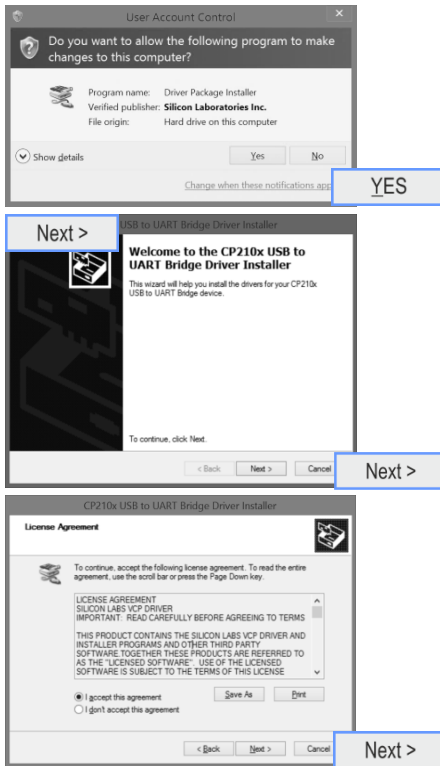 User Account Control
Do you want to allow the following program to make
changes to this computer?
Program name: Driver Package Installer
Verified publisher: Silicon Laboratories Inc.
File origin: Hard drive on this computer
Show details
Yes
No
Change when these notifications app
YES
Next >
USB to UART Bridge Driver Installer
Welcome to the CP210x USB to
UART Bridge Driver Installer
This wizard will help you install the drivers for your CP210x
USB to UART Bridge device.
To continue, click Next.
< Back
Next >
Cancel
Next >
CP210x USB to UART Bridge Driver Installer
License Agreement
To continue, accept the following license agreement. To read the entire
agreement, use the scroll bar or press the Page Down key.
LICENSE AGREEMENT
SILICON LABS VCP DRIVER
IMPORTANT: READ CAREFULLY BEFORE AGREEING TO TERMS
THIS PRODUCT CONTAINS THE SILICON LABS VCP DRIVER AND
INSTALLER PROGRAMS AND OTHER THIRD PARTY
SOFTWARE.TOGETHER THESE PRODUCTS ARE REFERRED TO
AS THE "LICENSED SOFTWARE". USE OF THE LICENSED
SOFTWARE IS SUBJECT TO THE TERMS OF THIS LICENSE
I accept this agreement
Save As
Print
I don't accept this agreement
< Back
Next >
Cancel
Next >